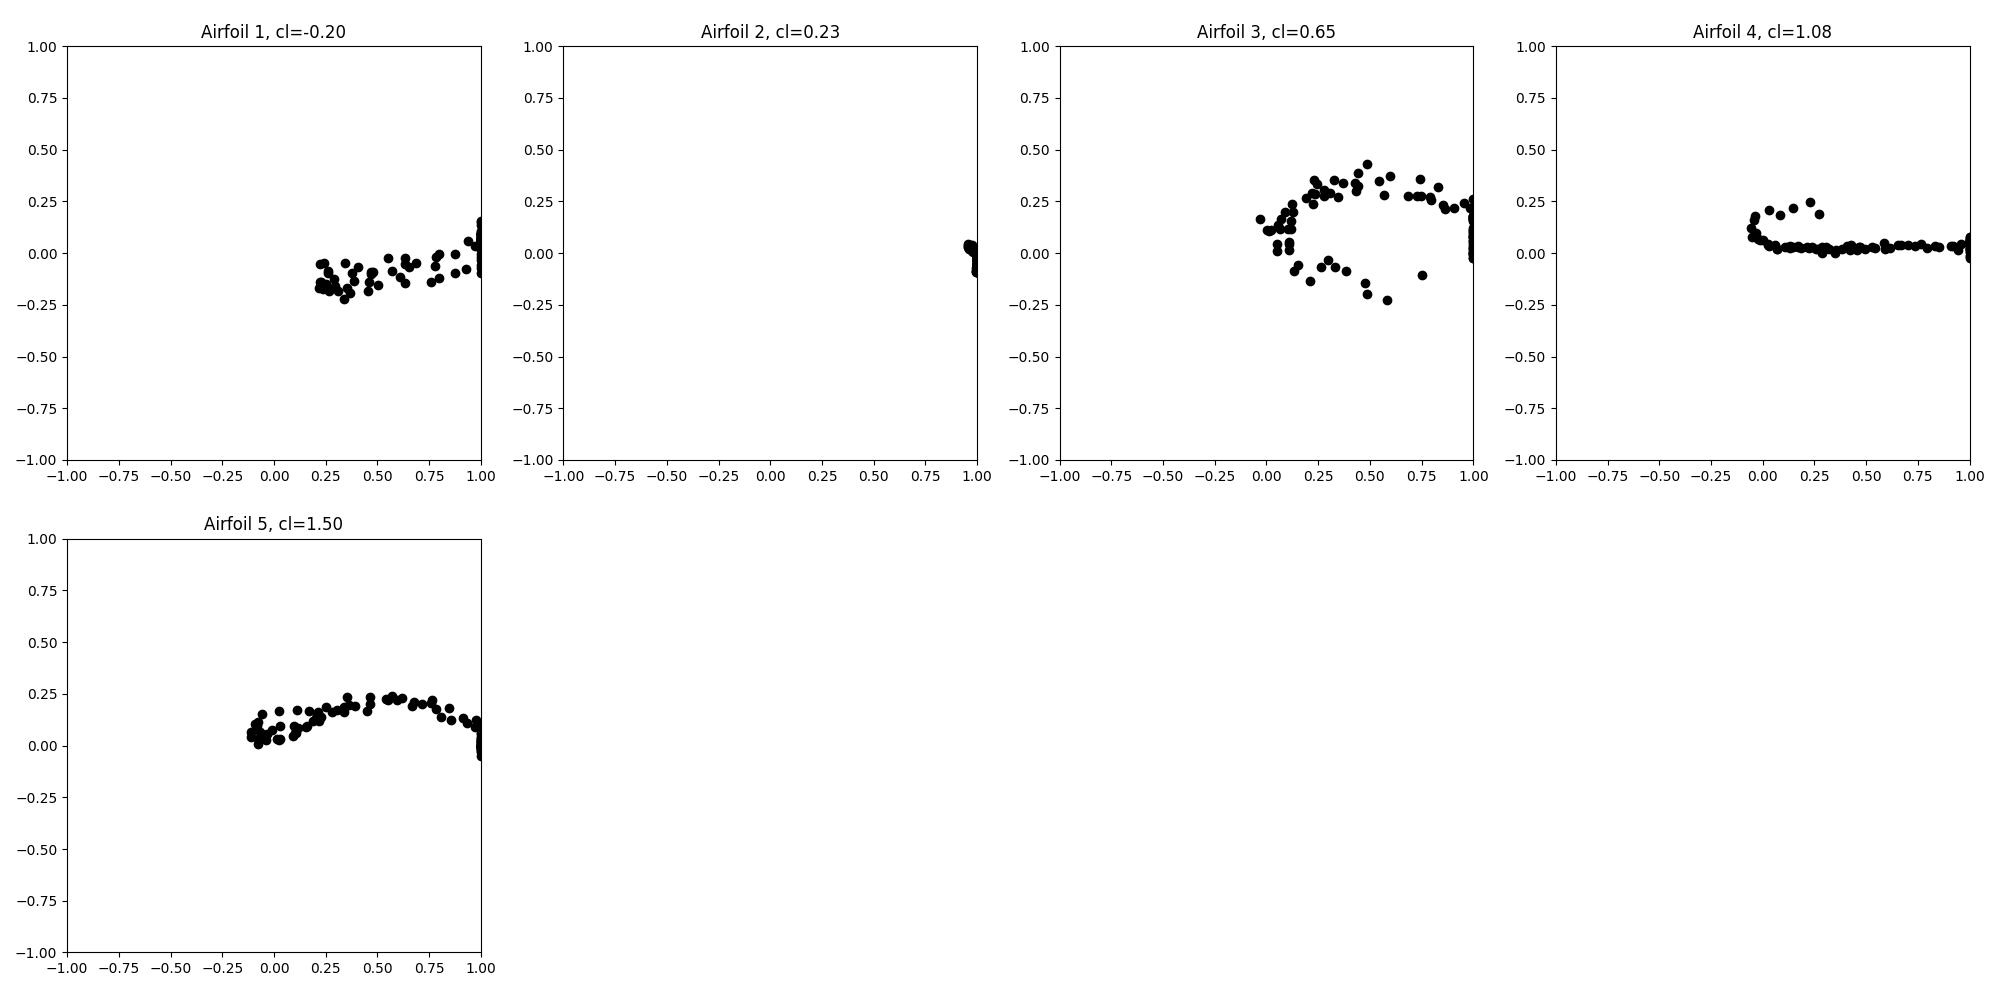 Airfoil 1, cl=-0.20
Airfoil 2, cl=0.23
Airfoil 3, cl=0.65
Airfoil 4, cl=1.08
1.00 1.00 1.00 1.00
0.75 0.75 0.75 0.75
0.50 0.50 0.50 0.50
0.25 0.25 0.25 0.25
0.00 0.00 0.00 0.00
−0.25 −0.25 −0.25 −0.25
−0.50 −0.50 −0.50 −0.50
−0.75 −0.75 −0.75 −0.75
−1.00 −1.00 −1.00 −1.00
−1.00 −0.75 −0.50 −0.25 0.00 0.25 0.50 0.75 1.00
−1.00 −0.75 −0.50 −0.25 0.00 0.25 0.50 0.75 1.00
−1.00 −0.75 −0.50 −0.25 0.00 0.25 0.50 0.75 1.00
−1.00 −0.75 −0.50 −0.25 0.00 0.25 0.50 0.75 1.00
Airfoil 5, cl=1.50
1.00
0.75
0.50
0.25
0.00
−0.25
−0.50
−0.75
−1.00
−1.00 −0.75 −0.50 −0.25 0.00 0.25 0.50 0.75 1.00